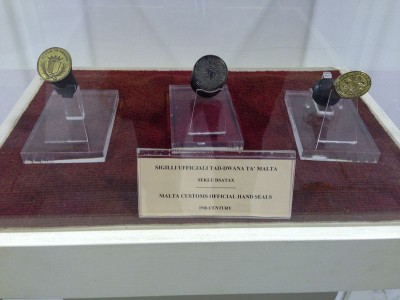 SIGILLI UFFICJALI TAD-DWANA TA' MALTA
SEKLU DSATAX
MALTA CUSTOMS OFFICIAL HAND SEALS
19th CENTURY